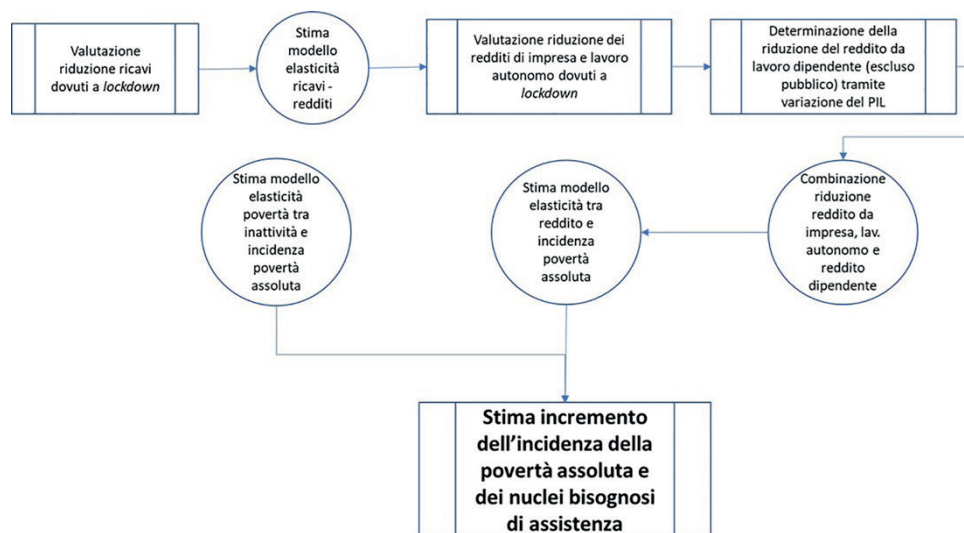 Valutazione
riduzione ricavi
dovuti a lockdown
Stima
modello
elasticità
ricavi -
redditi
Valutazione riduzione dei
redditi di impresa e lavoro
autonomo dovuti a
lockdown
Determinazione della
riduzione del reddito da
lavoro dipendente (escluso
pubblico) tramite
variazione del PIL
Stima modello
elasticità
povertà tra
inattività e
incidenza
povertà
assoluta
Stima modello
elasticità tra
reddito e
incidenza
povertà
assoluta
Combinazione
riduzione
reddito da
impresa, lav.
autonomo e
reddito
dipendente
Stima incremento
dell’incidenza della
povertà assoluta e
dei nuclei bisognosi
di assistenza